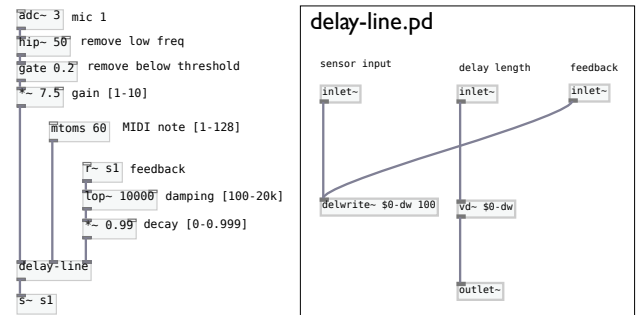 adc~ 3 mic 1
hip~ 50 remove low freq
gate 0.2 remove below threshold
*~ 7.5 gain [1-10]
mtoms 60 MIDI note [1-128]
r~ s1 feedback
lop~ 10000 damping [100-20k]
*~ 0.99 decay [0-0.999]
delay-line
s~ s1
delay-line.pd
sensor input delay length feedback
inlet~ inlet~ inlet~
delwrite~ $0-dw 100 vd~ $0-dw
outlet~